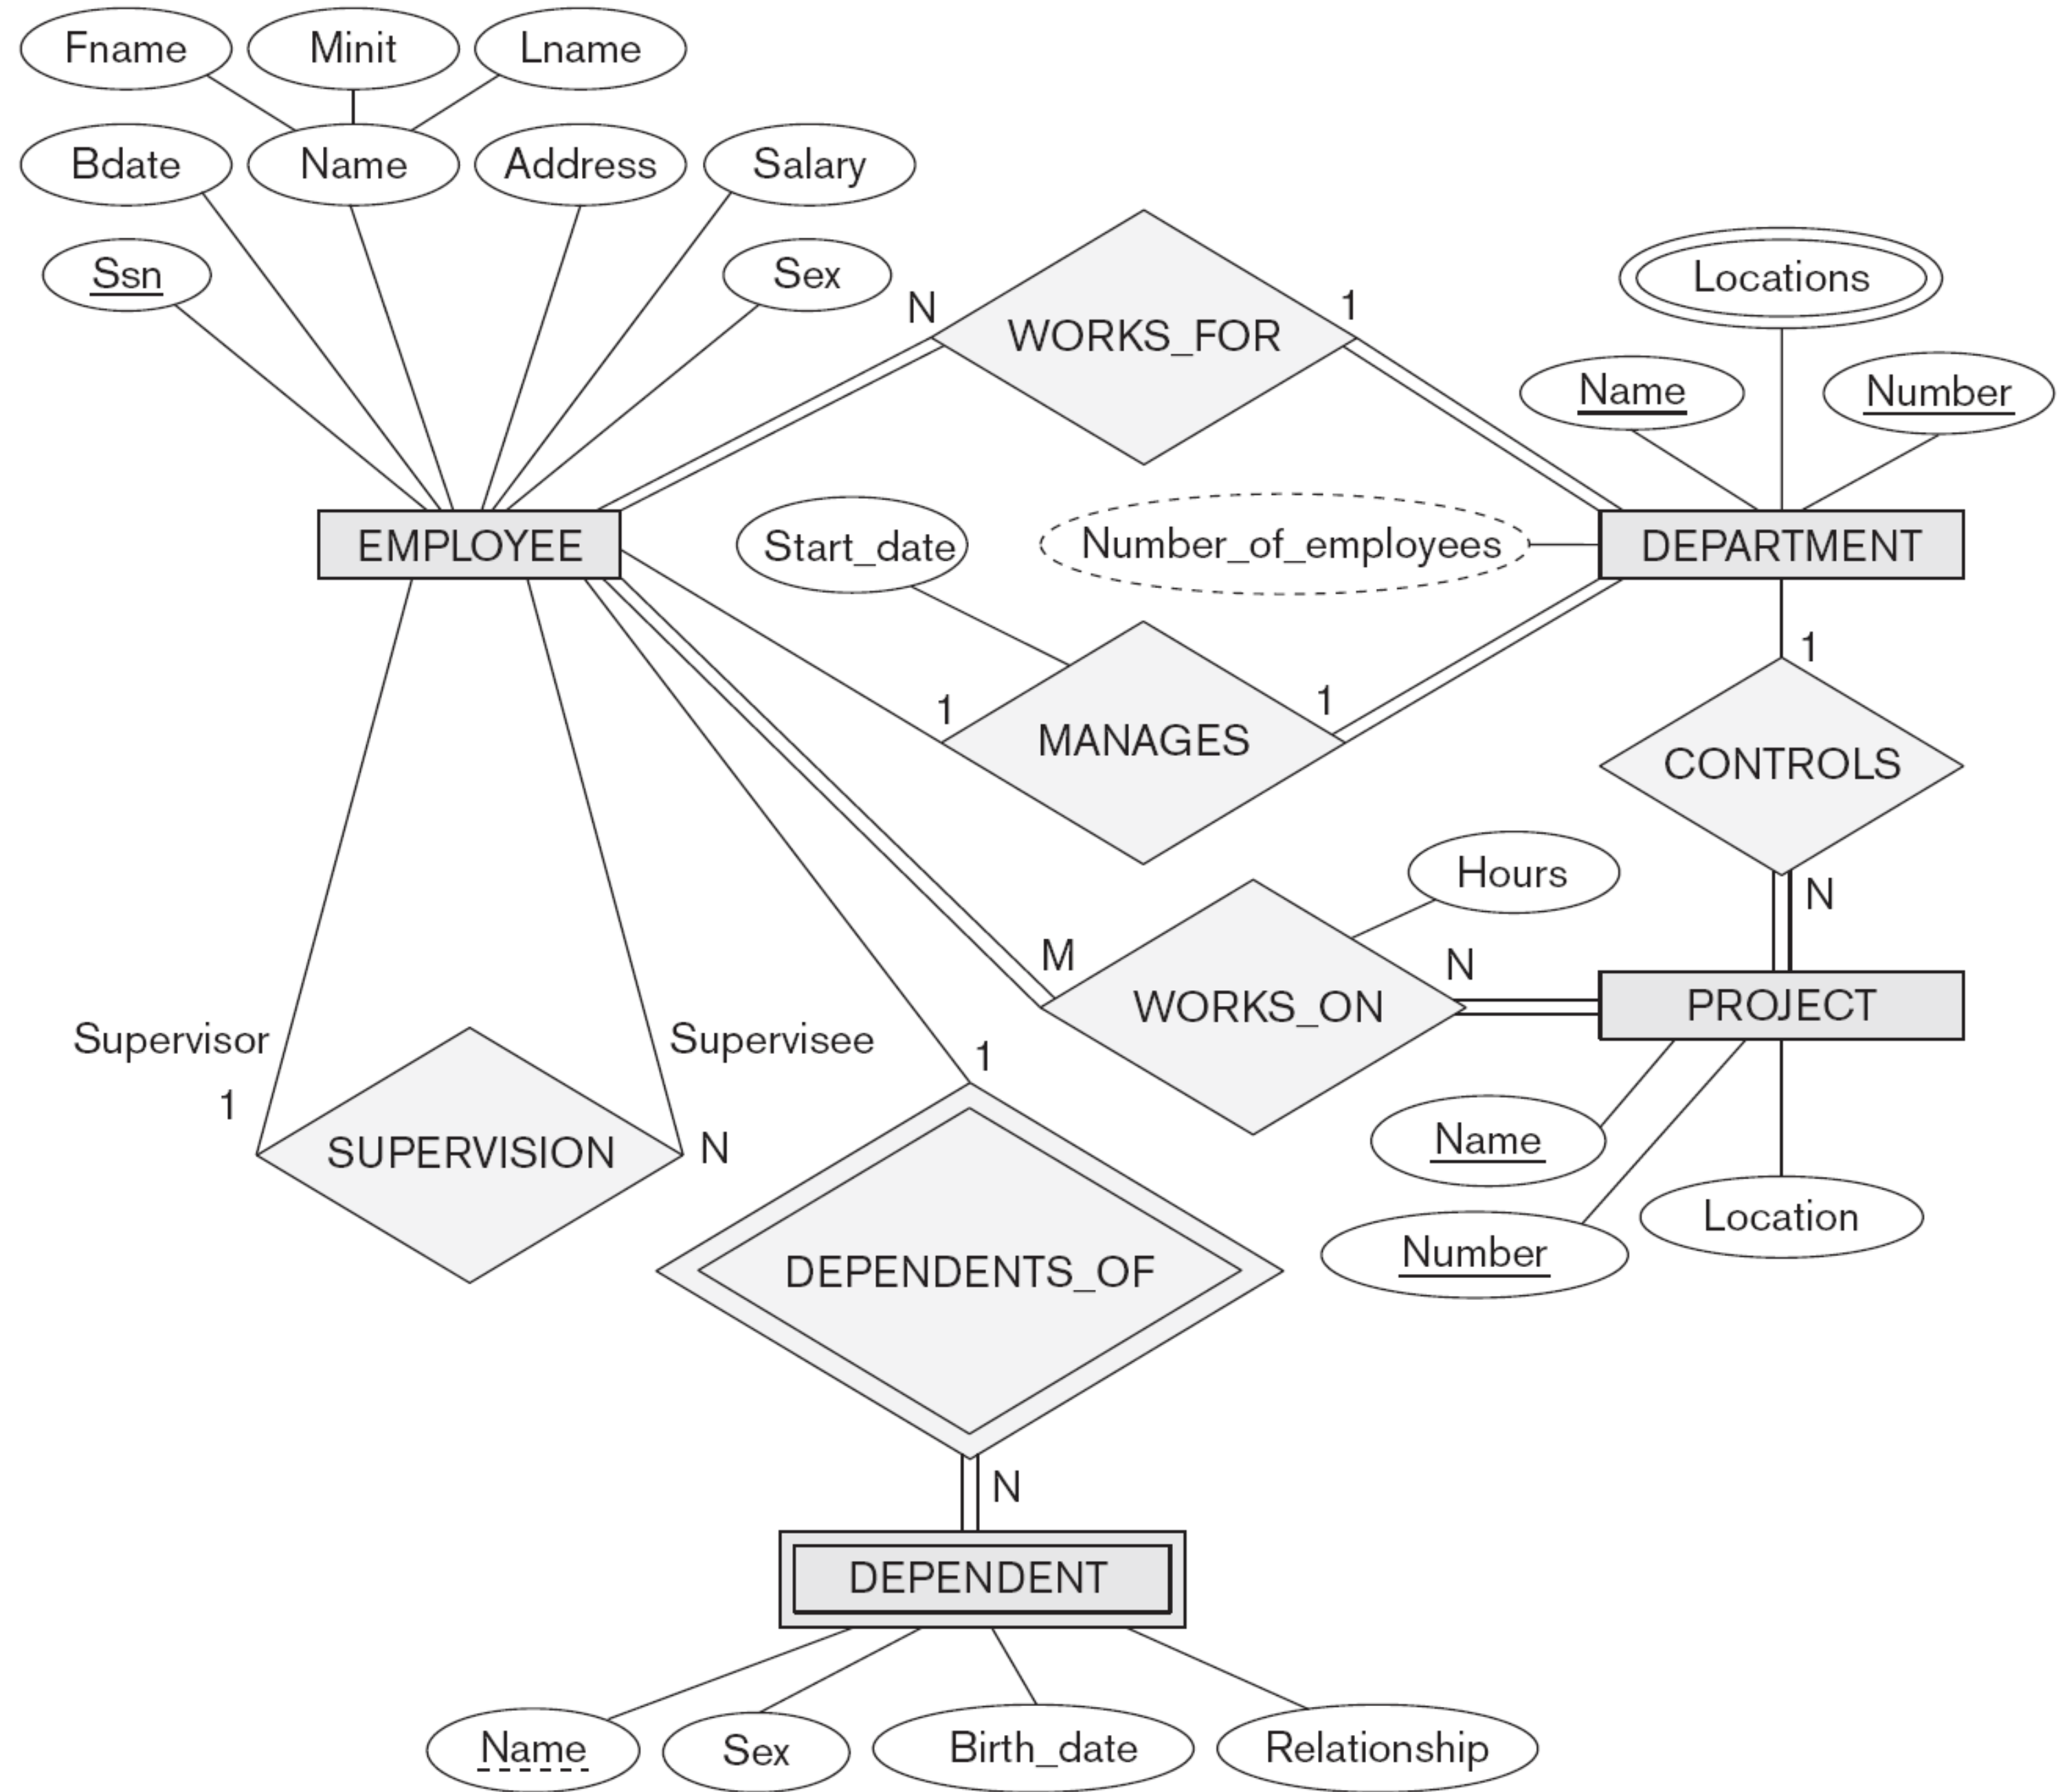 Fname
Minit
Lname
Bdate
Name
Address
Salary
Ssn
Sex
N
WORKS_FOR
1
Locations
Name
Number
EMPLOYEE
Start_date
Number_of_employees
DEPARTMENT
1
MANAGES
1
1
CONTROLS
N
Hours
M
WORKS_ON
N
PROJECT
Supervisor
Supervisee
1
1
SUPERVISION
N
Name
Number
Location
DEPENDENTS_OF
N
DEPENDENT
Name
Sex
Birth_date
Relationship